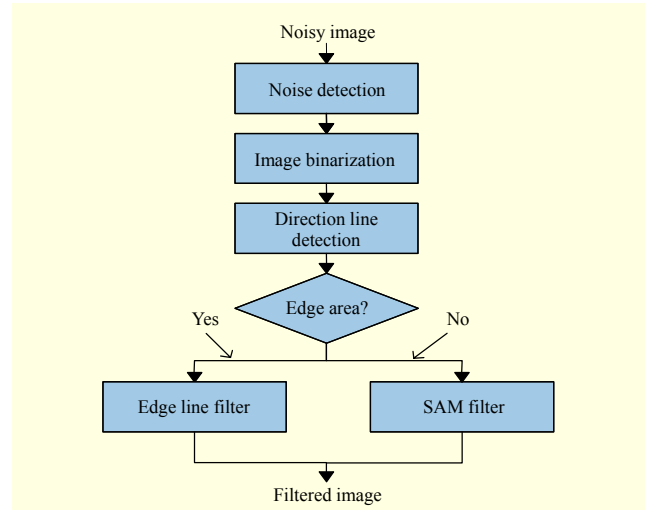 Noisy image
Noise detection
Image binarization
Direction line
detection
Edge area?
Yes
No
Edge line filter
SAM filter
Filtered image